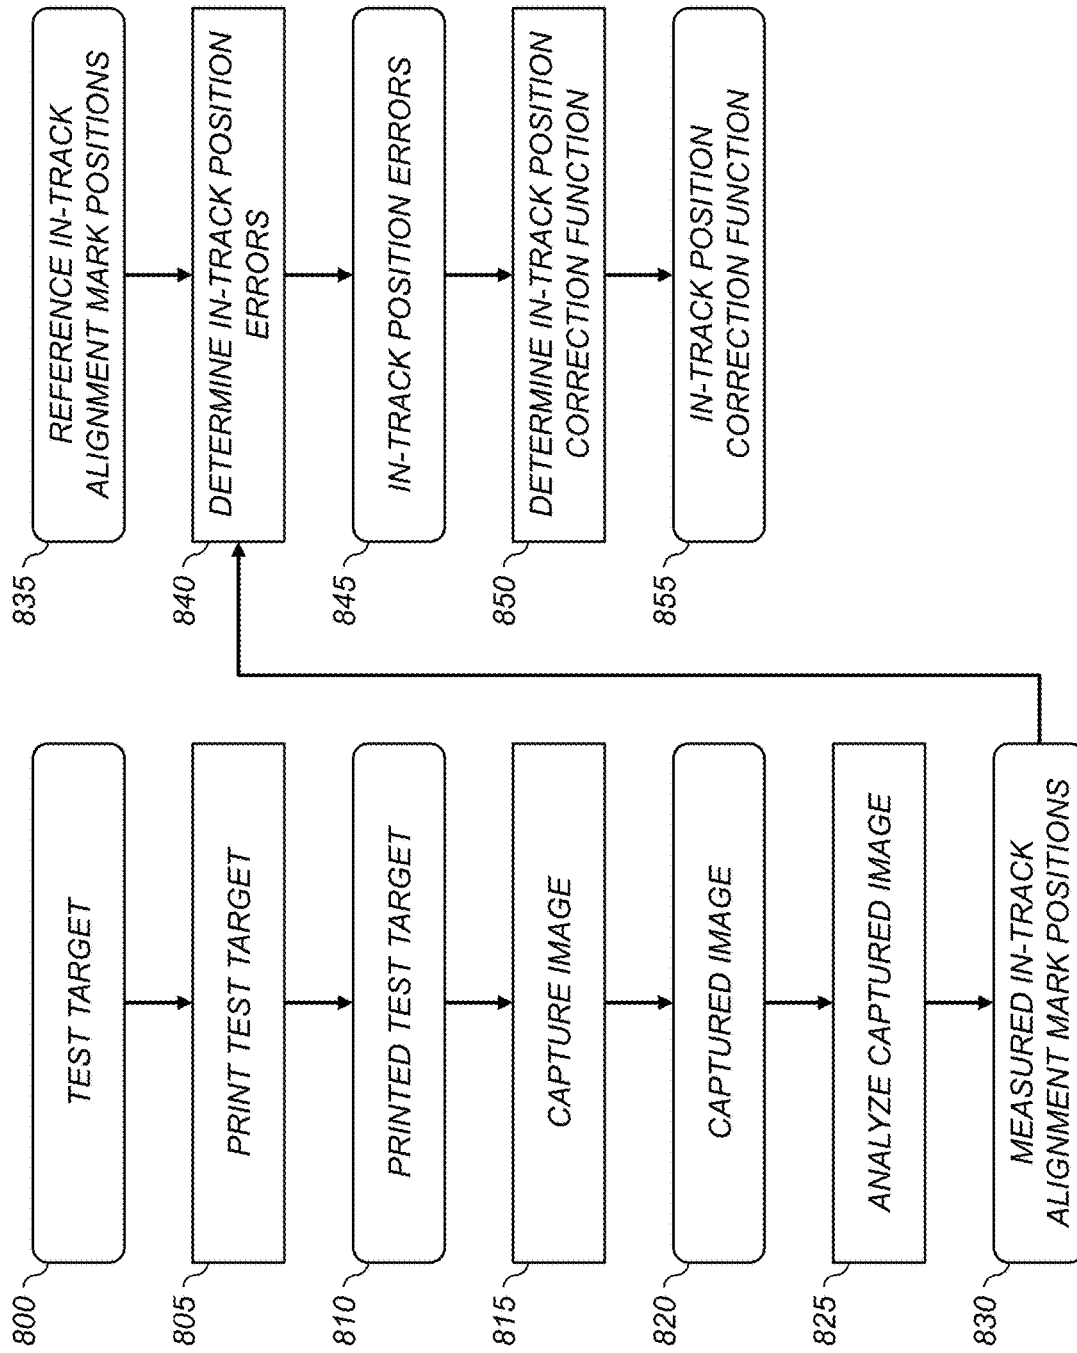 800
TEST TARGET
805
PRINT TEST TARGET
810
PRINTED TEST TARGET
815
CAPTURE IMAGE
820
CAPTURED IMAGE
825
ANALYZE CAPTURED IMAGE
830
MEASURED IN-TRACK
ALIGNMENT MARK POSITIONS
835
REFERENCE IN-TRACK
ALIGNMENT MARK POSITIONS
840
DETERMINE IN-TRACK POSITION
ERRORS
845
IN-TRACK POSITION ERRORS
850
DETERMINE IN-TRACK POSITION
CORRECTION FUNCTION
855
IN-TRACK POSITION
CORRECTION FUNCTION